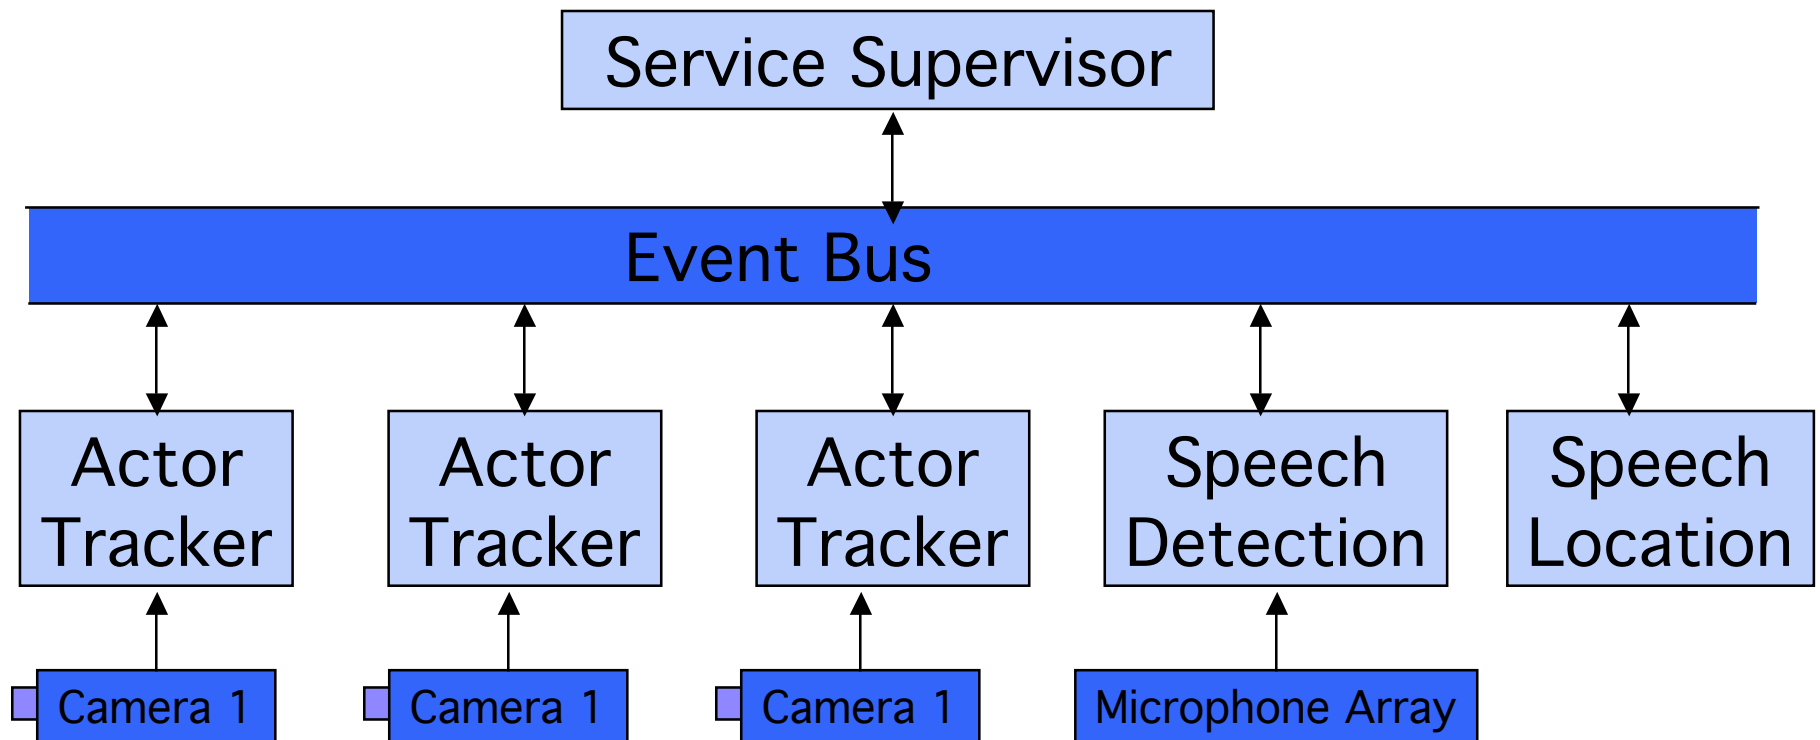 Service Supervisor
Event Bus
Actor
Tracker
Actor
Tracker
Actor
Tracker
Speech
Detection
Speech
Location
Camera 1
Camera 1
Camera 1
Microphone Array